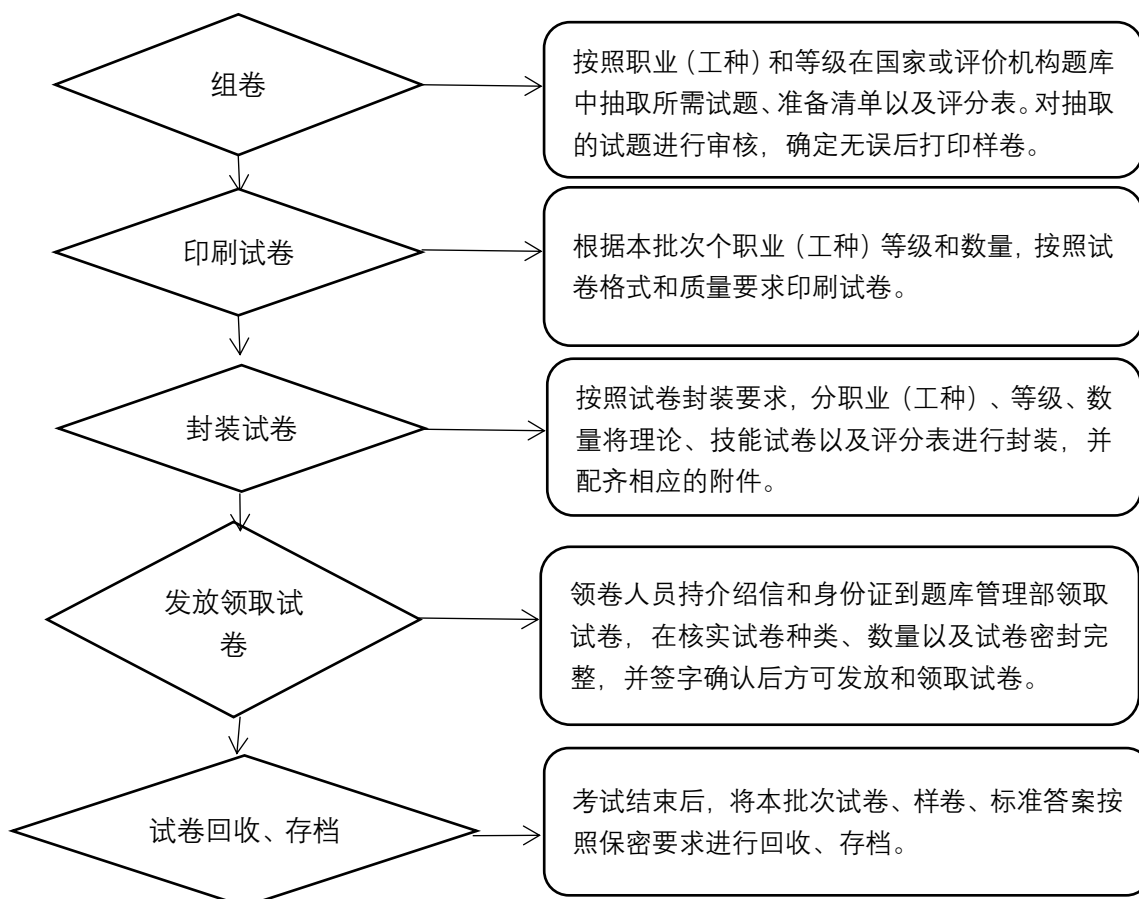 组卷
按照职业（工种）和等级在国家或评价机构题库
中抽取所需试题、准备清单以及评分表。对抽取
的试题进行审核，确定无误后打印样卷。
印刷试卷
根据本批次个职业（工种）等级和数量，按照试
卷格式和质量要求印刷试卷。
封装试卷
按照试卷封装要求，分职业（工种）、等级、数
量将理论、技能试卷以及评分表进行封装，并
配齐相应的附件。
发放领取试
卷
领卷人员持介绍信和身份证到题库管理部领取
试卷，在核实试卷种类、数量以及试卷密封完
整，并签字确认后方可发放和领取试卷。
试卷回收、存档
考试结束后，将本批次试卷、样卷、标准答案按
照保密要求进行回收、存档。